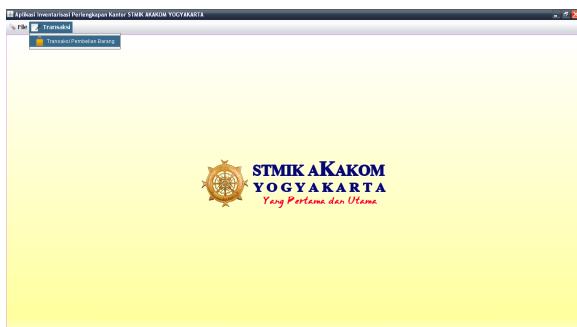 Aplikasi Inventarisasi Perlengkapan Kantor STMIK AKAKOM YOGYAKARTA
File Transaksi
Transaksi Pembelian Barang
STMIK AKAKOM
YOGYAKARTA
Yang Pertama dan Utama